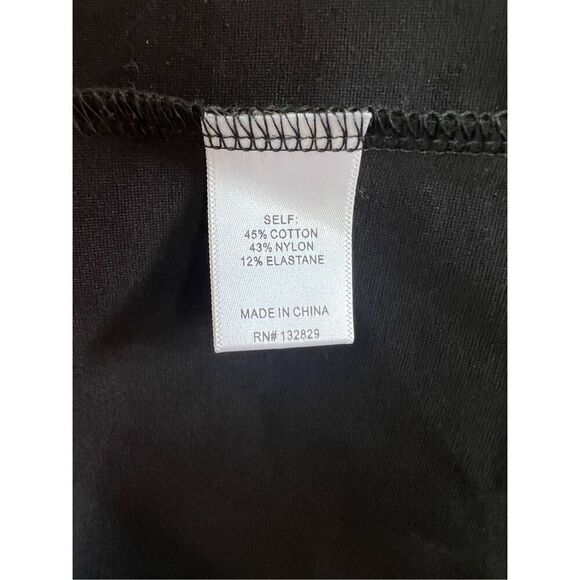 SELF:
45% COTTON
43% NYLON
12% ELASTANE
MADE IN CHINA
RN# 132829